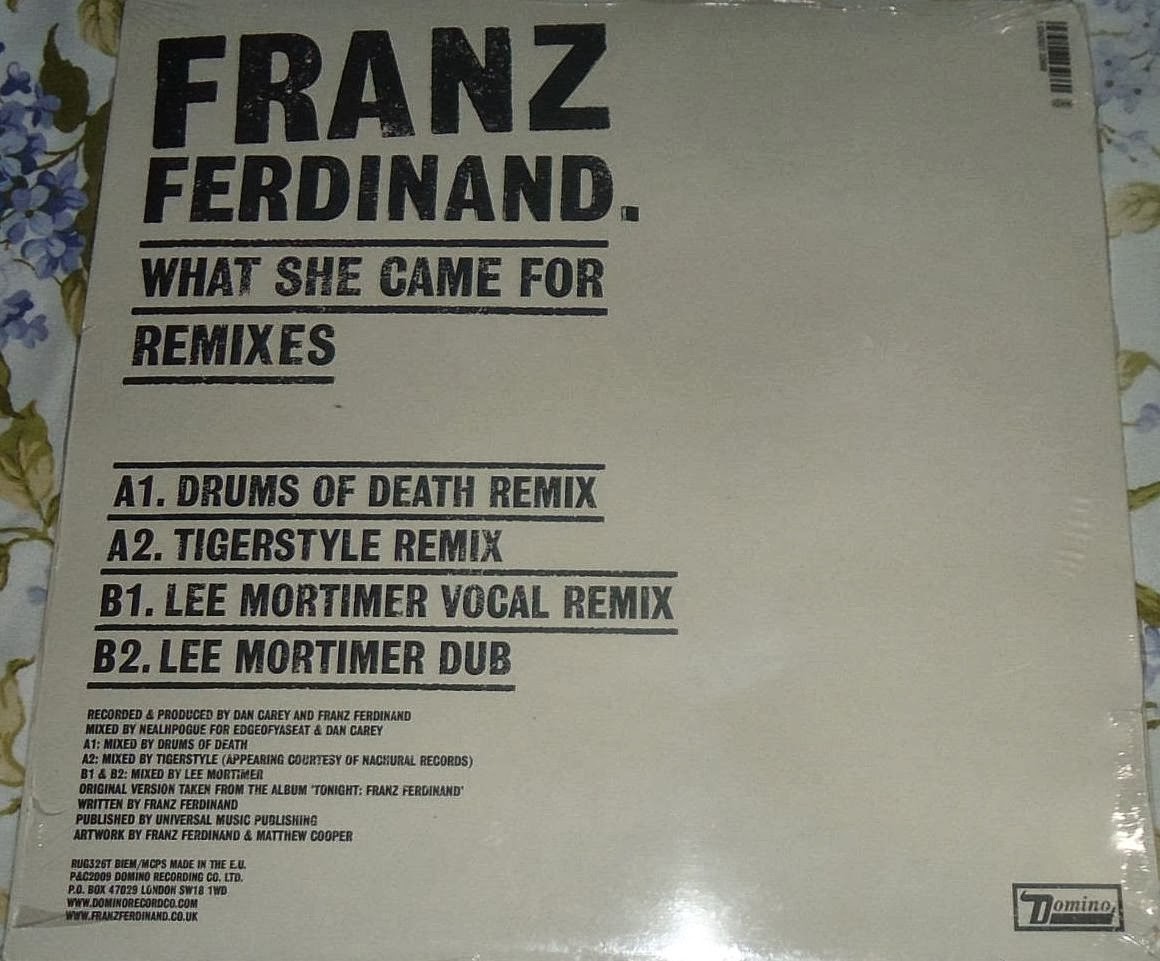 FRANZ
FERDINAND.
WHAT SHE CAME FOR
REMIXES
A1. DRUMS OF DEATH REMIX
A2. TIGERSTYLE REMIX
B1. LEE MORTIMER VOCAL REMIX
B2. LEE MORTIMER DUB
RECORDED & PRODUCED BY DAN CAREY AND FRANZ FERDINAND
MIXED BY NEALHPOGUE FOR EDGEOFYASEAT & DAN CAREY
A1: MIXED BY DRUMS OF DEATH
A2: MIXED BY TIGERSTYLE (APPEARING COURTESY OF NACHURAL RECORDS)
B1 & B2: MIXED BY LEE MORTIMER
ORIGINAL VERSION TAKEN FROM THE ALBUM 'TONIGHT: FRANZ FERDINAND'
WRITTEN BY FRANZ FERDINAND
PUBLISHED BY UNIVERSAL MUSIC PUBLISHING
ARTWORK BY FRANZ FERDINAND & MATTHEW COOPER
RUG326T BIEM/MCPS MADE IN THE E.U.
P&C2009 DOMINO RECORDING CO. LTD.
P.O. BOX 47029 LONDON SW18 1WD
WWW.DOMINORECORDCO.COM
WWW.FRANZFERDINAND.CO.UK
Domino